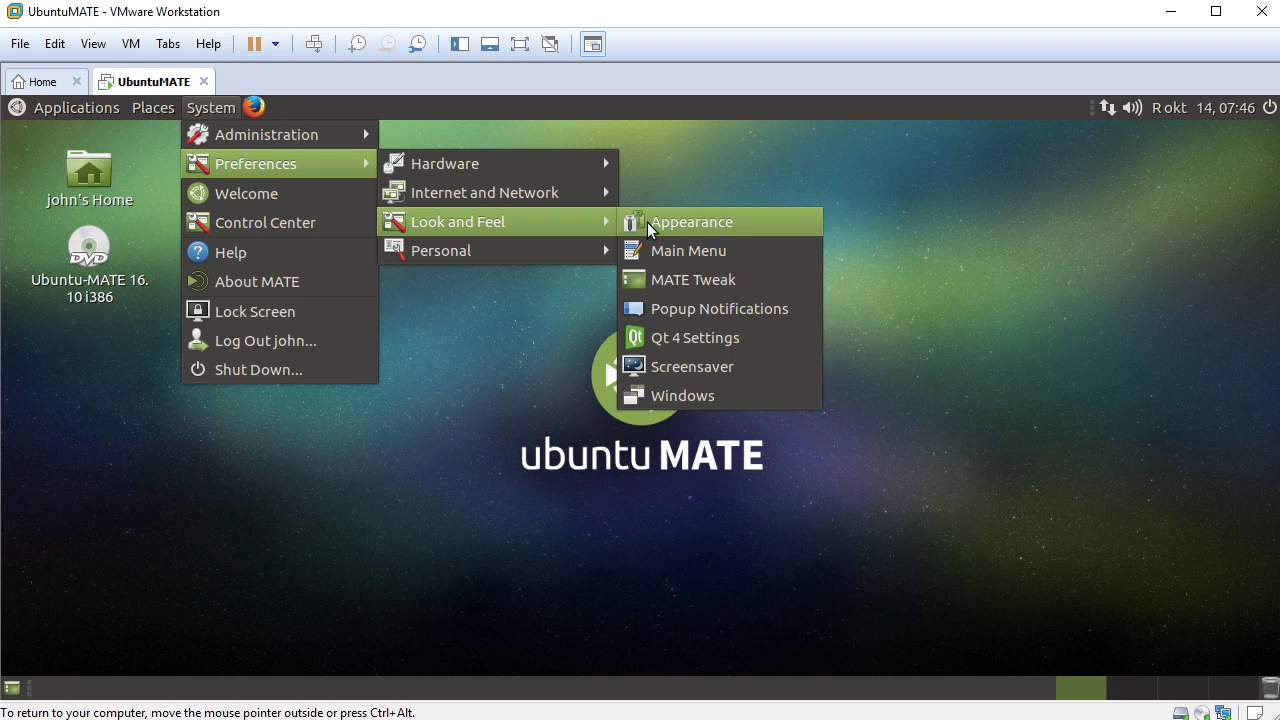 UbuntuMATE - VMware Workstation
File Edit View VM Tabs Help
Home UbuntuMATE
Applications Places System R okt 14, 07:46
Administration
Preferences
Welcome
Control Center
Help
About MATE
Lock Screen
Log Out john...
Shut Down...
Hardware
Internet and Network
Look and Feel
Personal
Appearance
Main Menu
MATE Tweak
Popup Notifications
Qt 4 Settings
Screensaver
Windows
john's Home
DVD
Ubuntu-MATE 16.
10 i386
ubuntu MATE
To return to your computer, move the mouse pointer outside or press Ctrl+Alt.